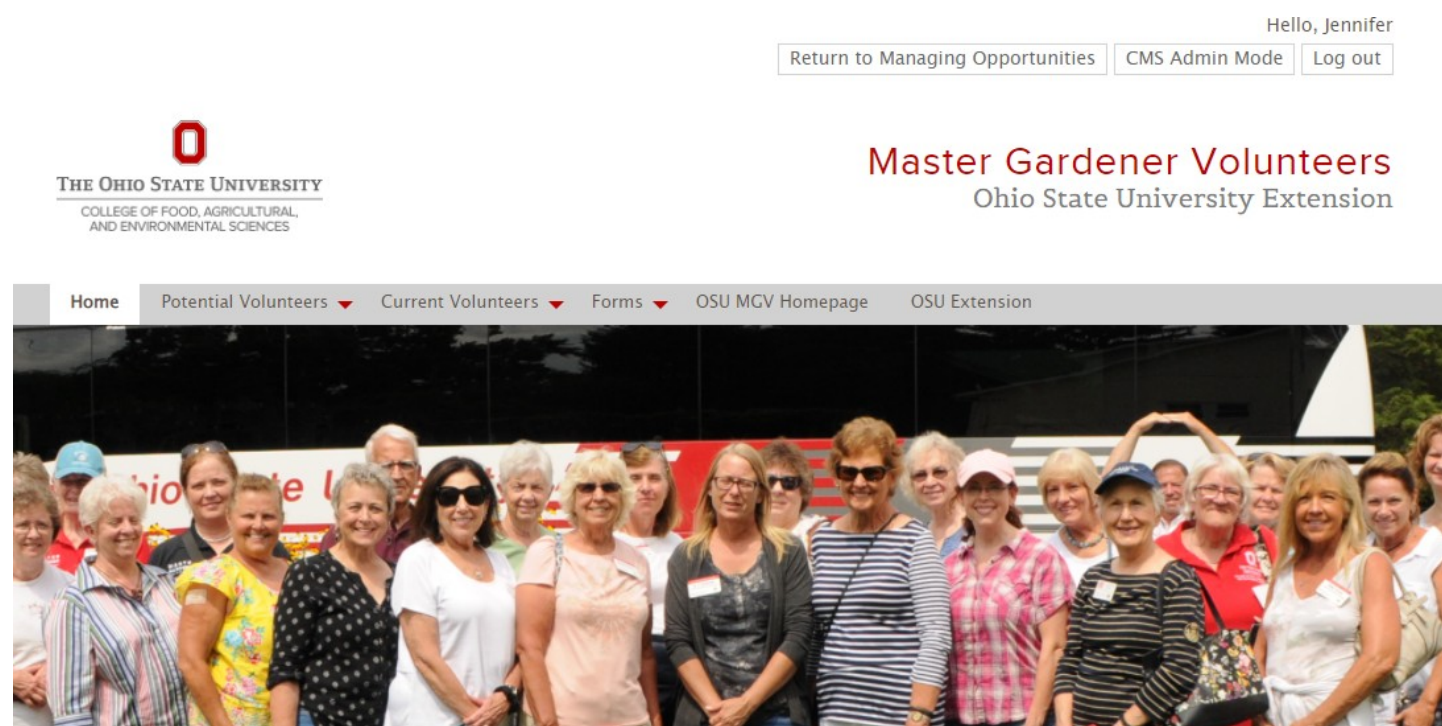 Hello, Jennifer
Return to Managing Opportunities CMS Admin Mode Log out
THE OHIO STATE UNIVERSITY
COLLEGE OF FOOD, AGRICULTURAL,
AND ENVIRONMENTAL SCIENCES
Master Gardener Volunteers
Ohio State University Extension
Home Potential Volunteers Current Volunteers Forms OSU MGV Homepage OSU Extension